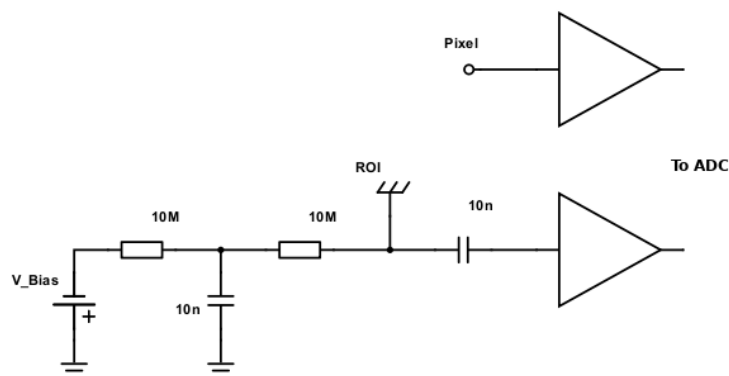 Pixel
To ADC
ROI
10n
10M
10M
V_Bias
+
10n